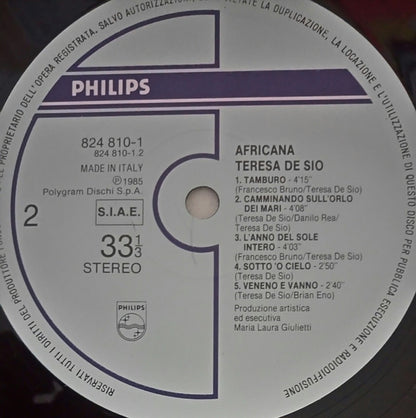 PHILIPS
824 810-1
824 810-1.2
MADE IN ITALY
Ⓟ1985
Polygram Dischi S.p.A.
2
S.I.A.E.
33 1/3
STEREO
PHILIPS
AFRICANA
TERESA DE SIO
1. TAMBURO - 4'15"
(Francesco Bruno/Teresa De Sio)
2. CAMMINANDO SULL'ORLO
DEI MARI - 4'08"
(Teresa De Sio/Danilo Rea/
Teresa De Sio)
3. L'ANNO DEL SOLE
INTERO - 4'03"
(Francesco Bruno/Teresa De Sio)
4. SOTTO 'O CIELO - 2'50"
(Teresa De Sio)
5. VENENO E VANNO - 2'40"
(Teresa De Sio/Brian Eno)
Produzione artistica
ed esecutiva
Maria Laura Giulietti
RISERVATI TUTTI I DIRITTI DEL PRODUTTORE E PROPRIETARIO DELL'OPERA REGISTRATA. SALVO AUTORIZZAZIONE LA DUPLICAZIONE, LA LOCAZIONE E L'UTILIZZAZIONE DI QUESTO DISCO PER PUBBLICA ESECUZIONE E RADIODIFFUSIONE